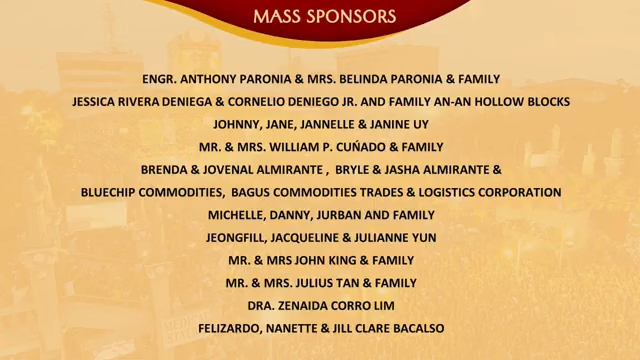 MASS SPONSORS
ENGR. ANTHONY PARONIA & MRS. BELINDA PARONIA & FAMILY
JESSICA RIVERA DENIEGA & CORNELIO DENIEGO JR. AND FAMILY AN-AN HOLLOW BLOCKS
JOHNNY, JANE, JANNELLE & JANINE UY
MR. & MRS. WILLIAM P. CUŃADO & FAMILY
BRENDA & JOVENAL ALMIRANTE , BRYLE & JASHA ALMIRANTE &
BLUECHIP COMMODITIES, BAGUS COMMODITIES TRADES & LOGISTICS CORPORATION
MICHELLE, DANNY, JURBAN AND FAMILY
JEONGFILL, JACQUELINE & JULIANNE YUN
MR. & MRS JOHN KING & FAMILY
MR. & MRS. JULIUS TAN & FAMILY
DRA. ZENAIDA CORRO LIM
FELIZARDO, NANETTE & JILL CLARE BACALSO